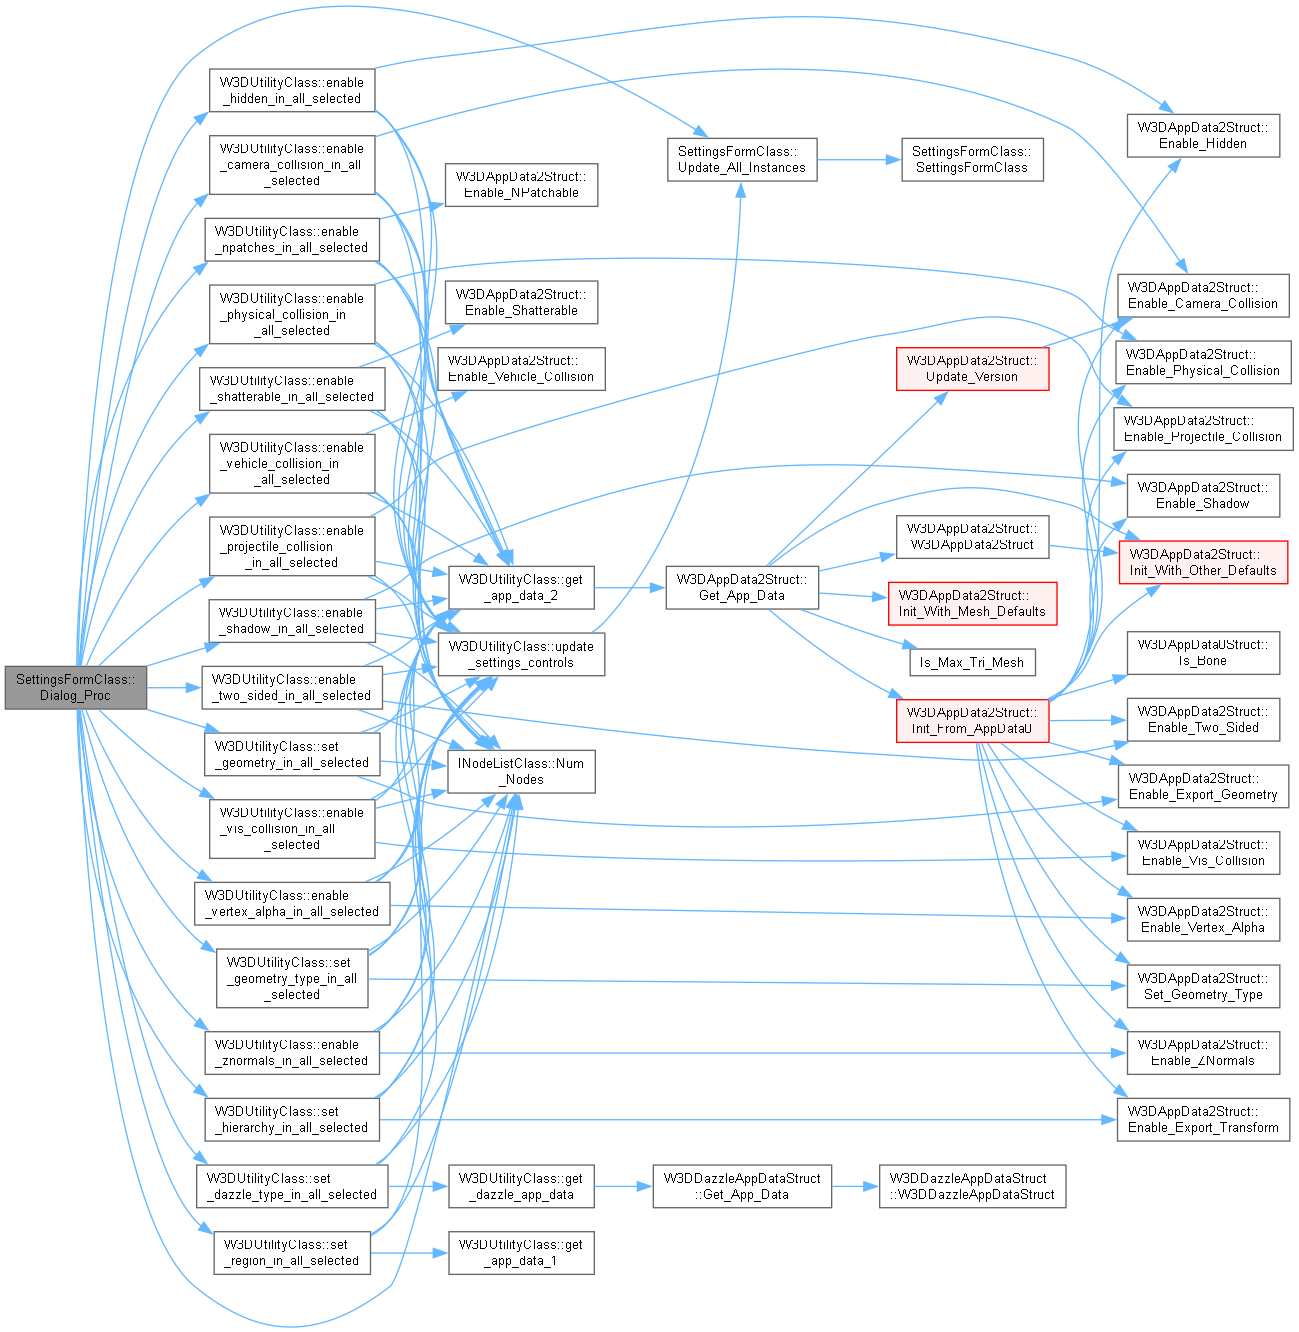 SettingsFormClass::
Dialog_Proc
W3DUtilityClass::enable
_hidden_in_all_selected
W3DUtilityClass::enable
_camera_collision_in_all
_selected
W3DUtilityClass::enable
_npatches_in_all_selected
W3DUtilityClass::enable
_physical_collision_in
_all_selected
W3DUtilityClass::enable
_shatterable_in_all_selected
W3DUtilityClass::enable
_vehicle_collision_in
_all_selected
W3DUtilityClass::enable
_projectile_collision
_in_all_selected
W3DUtilityClass::enable
_shadow_in_all_selected
W3DUtilityClass::enable
_two_sided_in_all_selected
W3DUtilityClass::set
_geometry_in_all_selected
W3DUtilityClass::enable
_vis_collision_in_all
_selected
W3DUtilityClass::enable
_vertex_alpha_in_all_selected
W3DUtilityClass::set
_geometry_type_in_all
_selected
W3DUtilityClass::enable
_znormals_in_all_selected
W3DUtilityClass::set
_hierarchy_in_all_selected
W3DUtilityClass::set
_dazzle_type_in_all_selected
W3DUtilityClass::set
_region_in_all_selected
W3DAppData2Struct::
Enable_NPatchable
W3DAppData2Struct::
Enable_Shatterable
W3DAppData2Struct::
Enable_Vehicle_Collision
W3DUtilityClass::get
_app_data_2
W3DUtilityClass::update
_settings_controls
INodeListClass::Num
_Nodes
W3DUtilityClass::get
_dazzle_app_data
W3DUtilityClass::get
_app_data_1
SettingsFormClass::
Update_All_Instances
W3DAppData2Struct::
Get_App_Data
W3DDazzleAppDataStruct
::Get_App_Data
SettingsFormClass::
SettingsFormClass
W3DAppData2Struct::
Update_Version
W3DAppData2Struct::
W3DAppData2Struct
W3DAppData2Struct::
Init_With_Mesh_Defaults
Is_Max_Tri_Mesh
W3DAppData2Struct::
Init_From_AppData0
W3DDazzleAppDataStruct
::W3DDazzleAppDataStruct
W3DAppData2Struct::
Enable_Hidden
W3DAppData2Struct::
Enable_Camera_Collision
W3DAppData2Struct::
Enable_Physical_Collision
W3DAppData2Struct::
Enable_Projectile_Collision
W3DAppData2Struct::
Enable_Shadow
W3DAppData2Struct::
Init_With_Other_Defaults
W3DAppData0Struct::
Is_Bone
W3DAppData2Struct::
Enable_Two_Sided
W3DAppData2Struct::
Enable_Export_Geometry
W3DAppData2Struct::
Enable_Vis_Collision
W3DAppData2Struct::
Enable_Vertex_Alpha
W3DAppData2Struct::
Set_Geometry_Type
W3DAppData2Struct::
Enable_ZNormals
W3DAppData2Struct::
Enable_Export_Transform